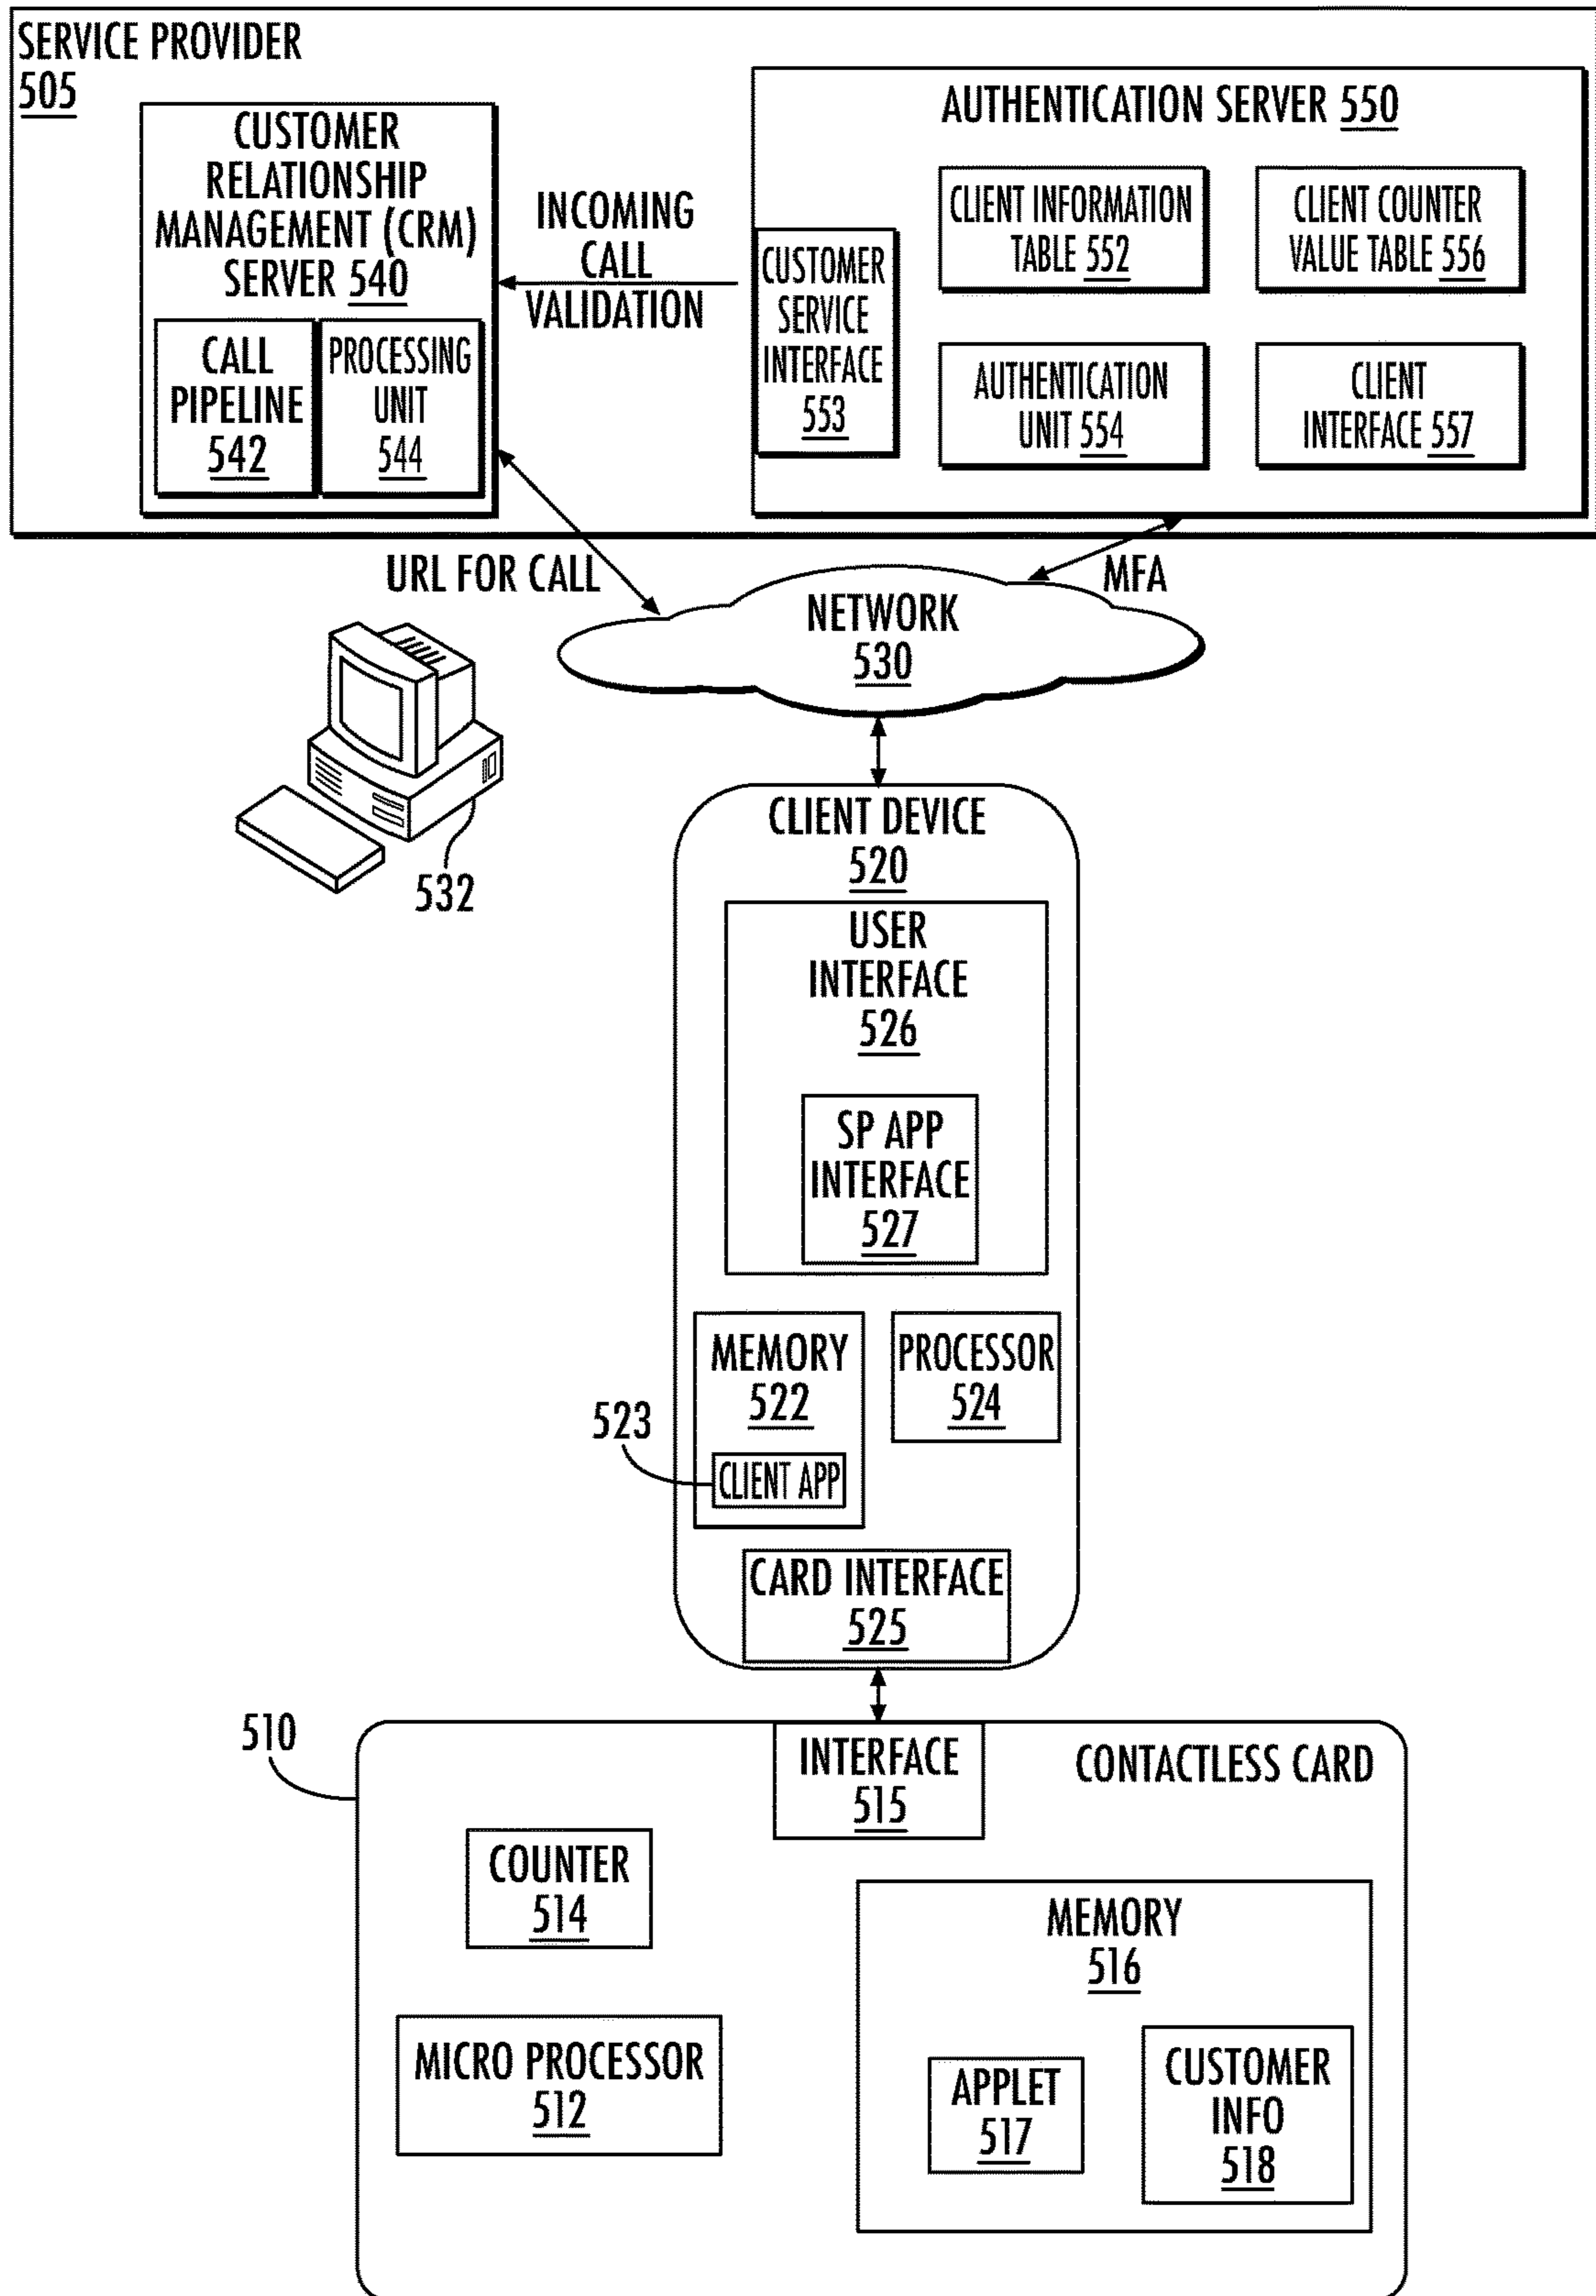 SERVICE PROVIDER
505
CUSTOMER
RELATIONSHIP
MANAGEMENT (CRM)
SERVER 540
CALL
PIPELINE
542
PROCESSING
UNIT
544
INCOMING
CALL
VALIDATION
AUTHENTICATION SERVER 550
CUSTOMER
SERVICE
INTERFACE
553
CLIENT INFORMATION
TABLE 552
CLIENT COUNTER
VALUE TABLE 556
AUTHENTICATION
UNIT 554
CLIENT
INTERFACE 557
URL FOR CALL
MFA
NETWORK
530
532
CLIENT DEVICE
520
USER
INTERFACE
526
SP APP
INTERFACE
527
MEMORY
522
PROCESSOR
524
523
CLIENT APP
CARD INTERFACE
525
510
INTERFACE
515
CONTACTLESS CARD
COUNTER
514
MEMORY
516
MICRO PROCESSOR
512
APPLET
517
CUSTOMER
INFO
518